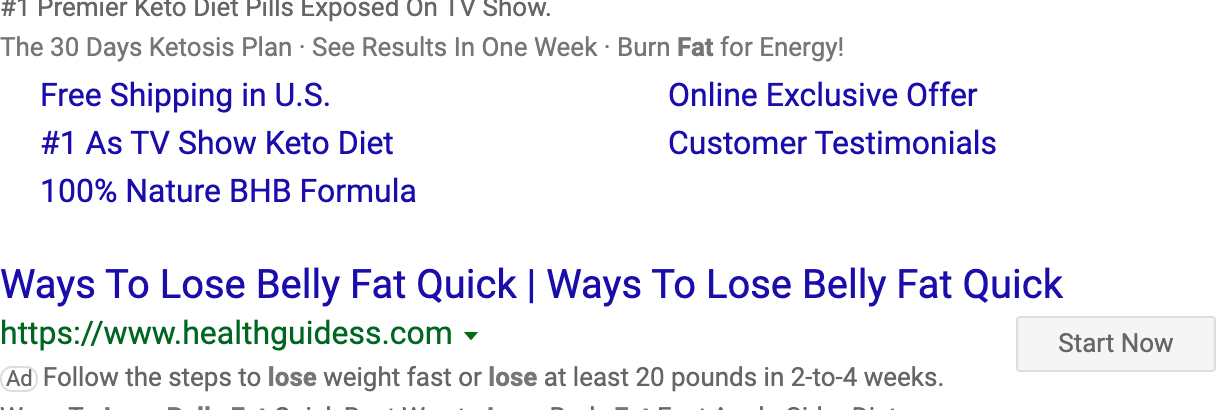 #1 Premier Keto Diet Pills Exposed On TV Show.
The 30 Days Ketosis Plan · See Results In One Week · Burn Fat for Energy!
Free Shipping in U.S.
Online Exclusive Offer
#1 As TV Show Keto Diet
Customer Testimonials
100% Nature BHB Formula
Ways To Lose Belly Fat Quick | Ways To Lose Belly Fat Quick
https://www.healthguidess.com
Start Now
Ad Follow the steps to lose weight fast or lose at least 20 pounds in 2-to-4 weeks.